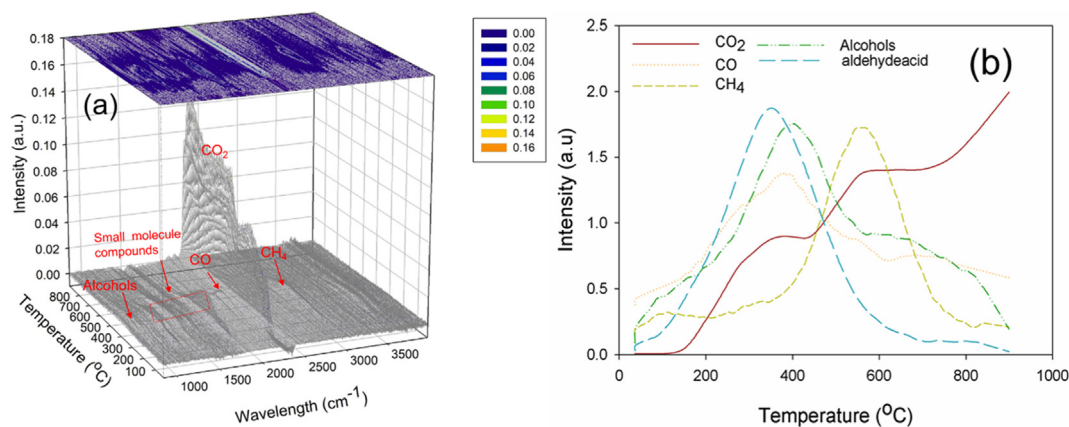 (a)
0.18
0.16
0.14
0.12
0.10
0.08
0.06
0.04
0.02
0.00
Intensity (a.u.)
CO2
Small molecule
compounds
CO
CH4
Alcohols
800
700
600
500
400
300
200
100
Temperature (ºC)
1000
1500
2000
2500
3000
3500
Wavelength (cm-1)
0.00
0.02
0.04
0.06
0.08
0.10
0.12
0.14
0.16
(b)
CO2
CO
CH4
Alcohols
aldehydeacid
2.5
2.0
1.5
1.0
0.5
0.0
Intensity (a.u)
0
200
400
600
800
1000
Temperature (ºC)